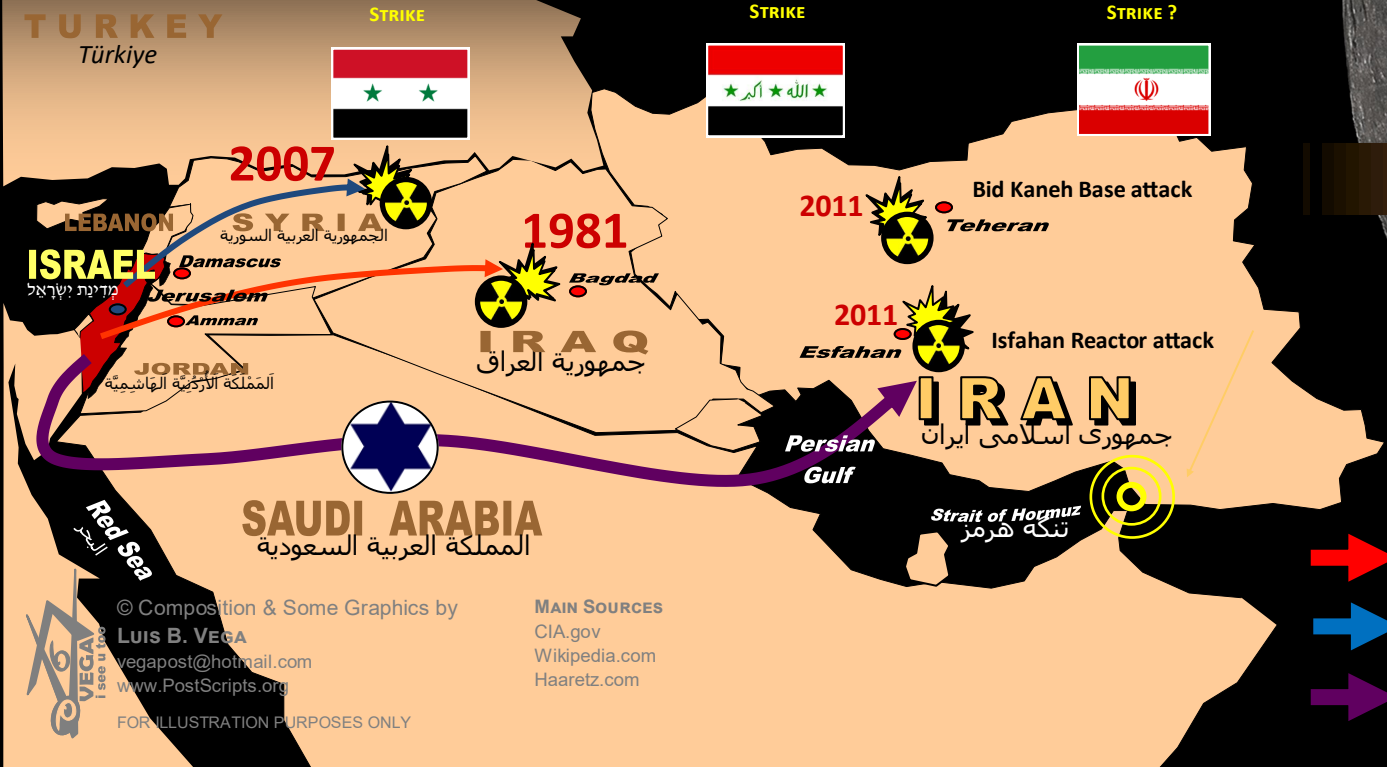 STRIKE
STRIKE
STRIKE ?
TURKEY
Türkiye
2007
LEBANON
SYRIA
الجمهورية العربية السورية
1981
2011
Bid Kaneh Base attack
Teheran
ISRAEL
מְדִינַת יִשְׂרָאֵל
Damascus
Jerusalem
Amman
Bagdad
IRAQ
جمهورية العراق
2011
Esfahan
Isfahan Reactor attack
JORDAN
اَلمَمْلَكَة الأُرْدُنِيَّة الهَاشِمِيَّة
IRAN
جمهوری اسلامی ایران
Persian
Gulf
SAUDI ARABIA
المملكة العربية السعودية
Strait of Hormuz
تنگه هرمز
Red Sea
البحر
الله اكبر
© Composition & Some Graphics by
LUIS B. VEGA
vegapost@hotmail.com
www.PostScripts.org
FOR ILLUSTRATION PURPOSES ONLY
VEGA
i see u too
MAIN SOURCES
CIA.gov
Wikipedia.com
Haaretz.com